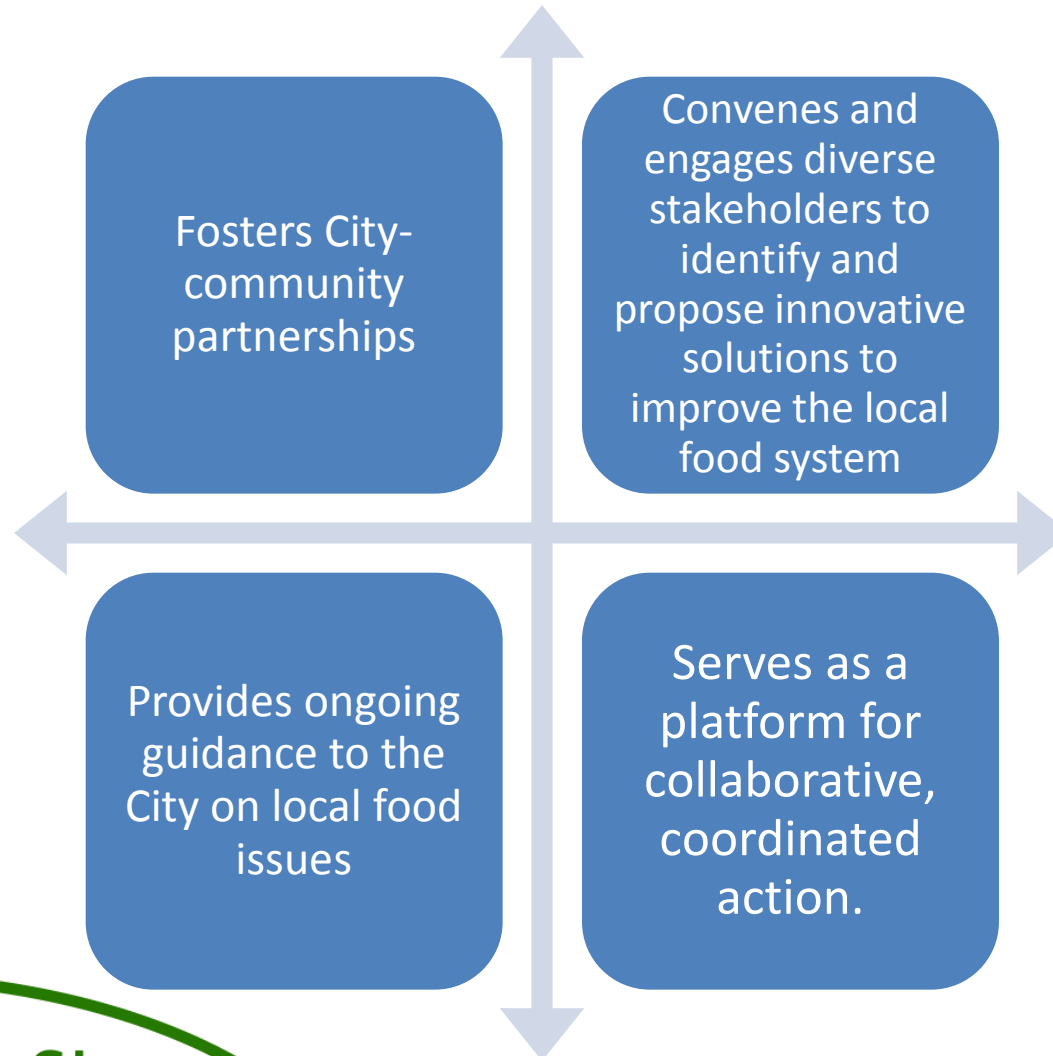 Fosters City-
community
partnerships
Convenes and
engages diverse
stakeholders to
identify and
propose innovative
solutions to
improve the local
food system
Provides ongoing
guidance to the
City on local food
issues
Serves as a
platform for
collaborative,
coordinated
action.